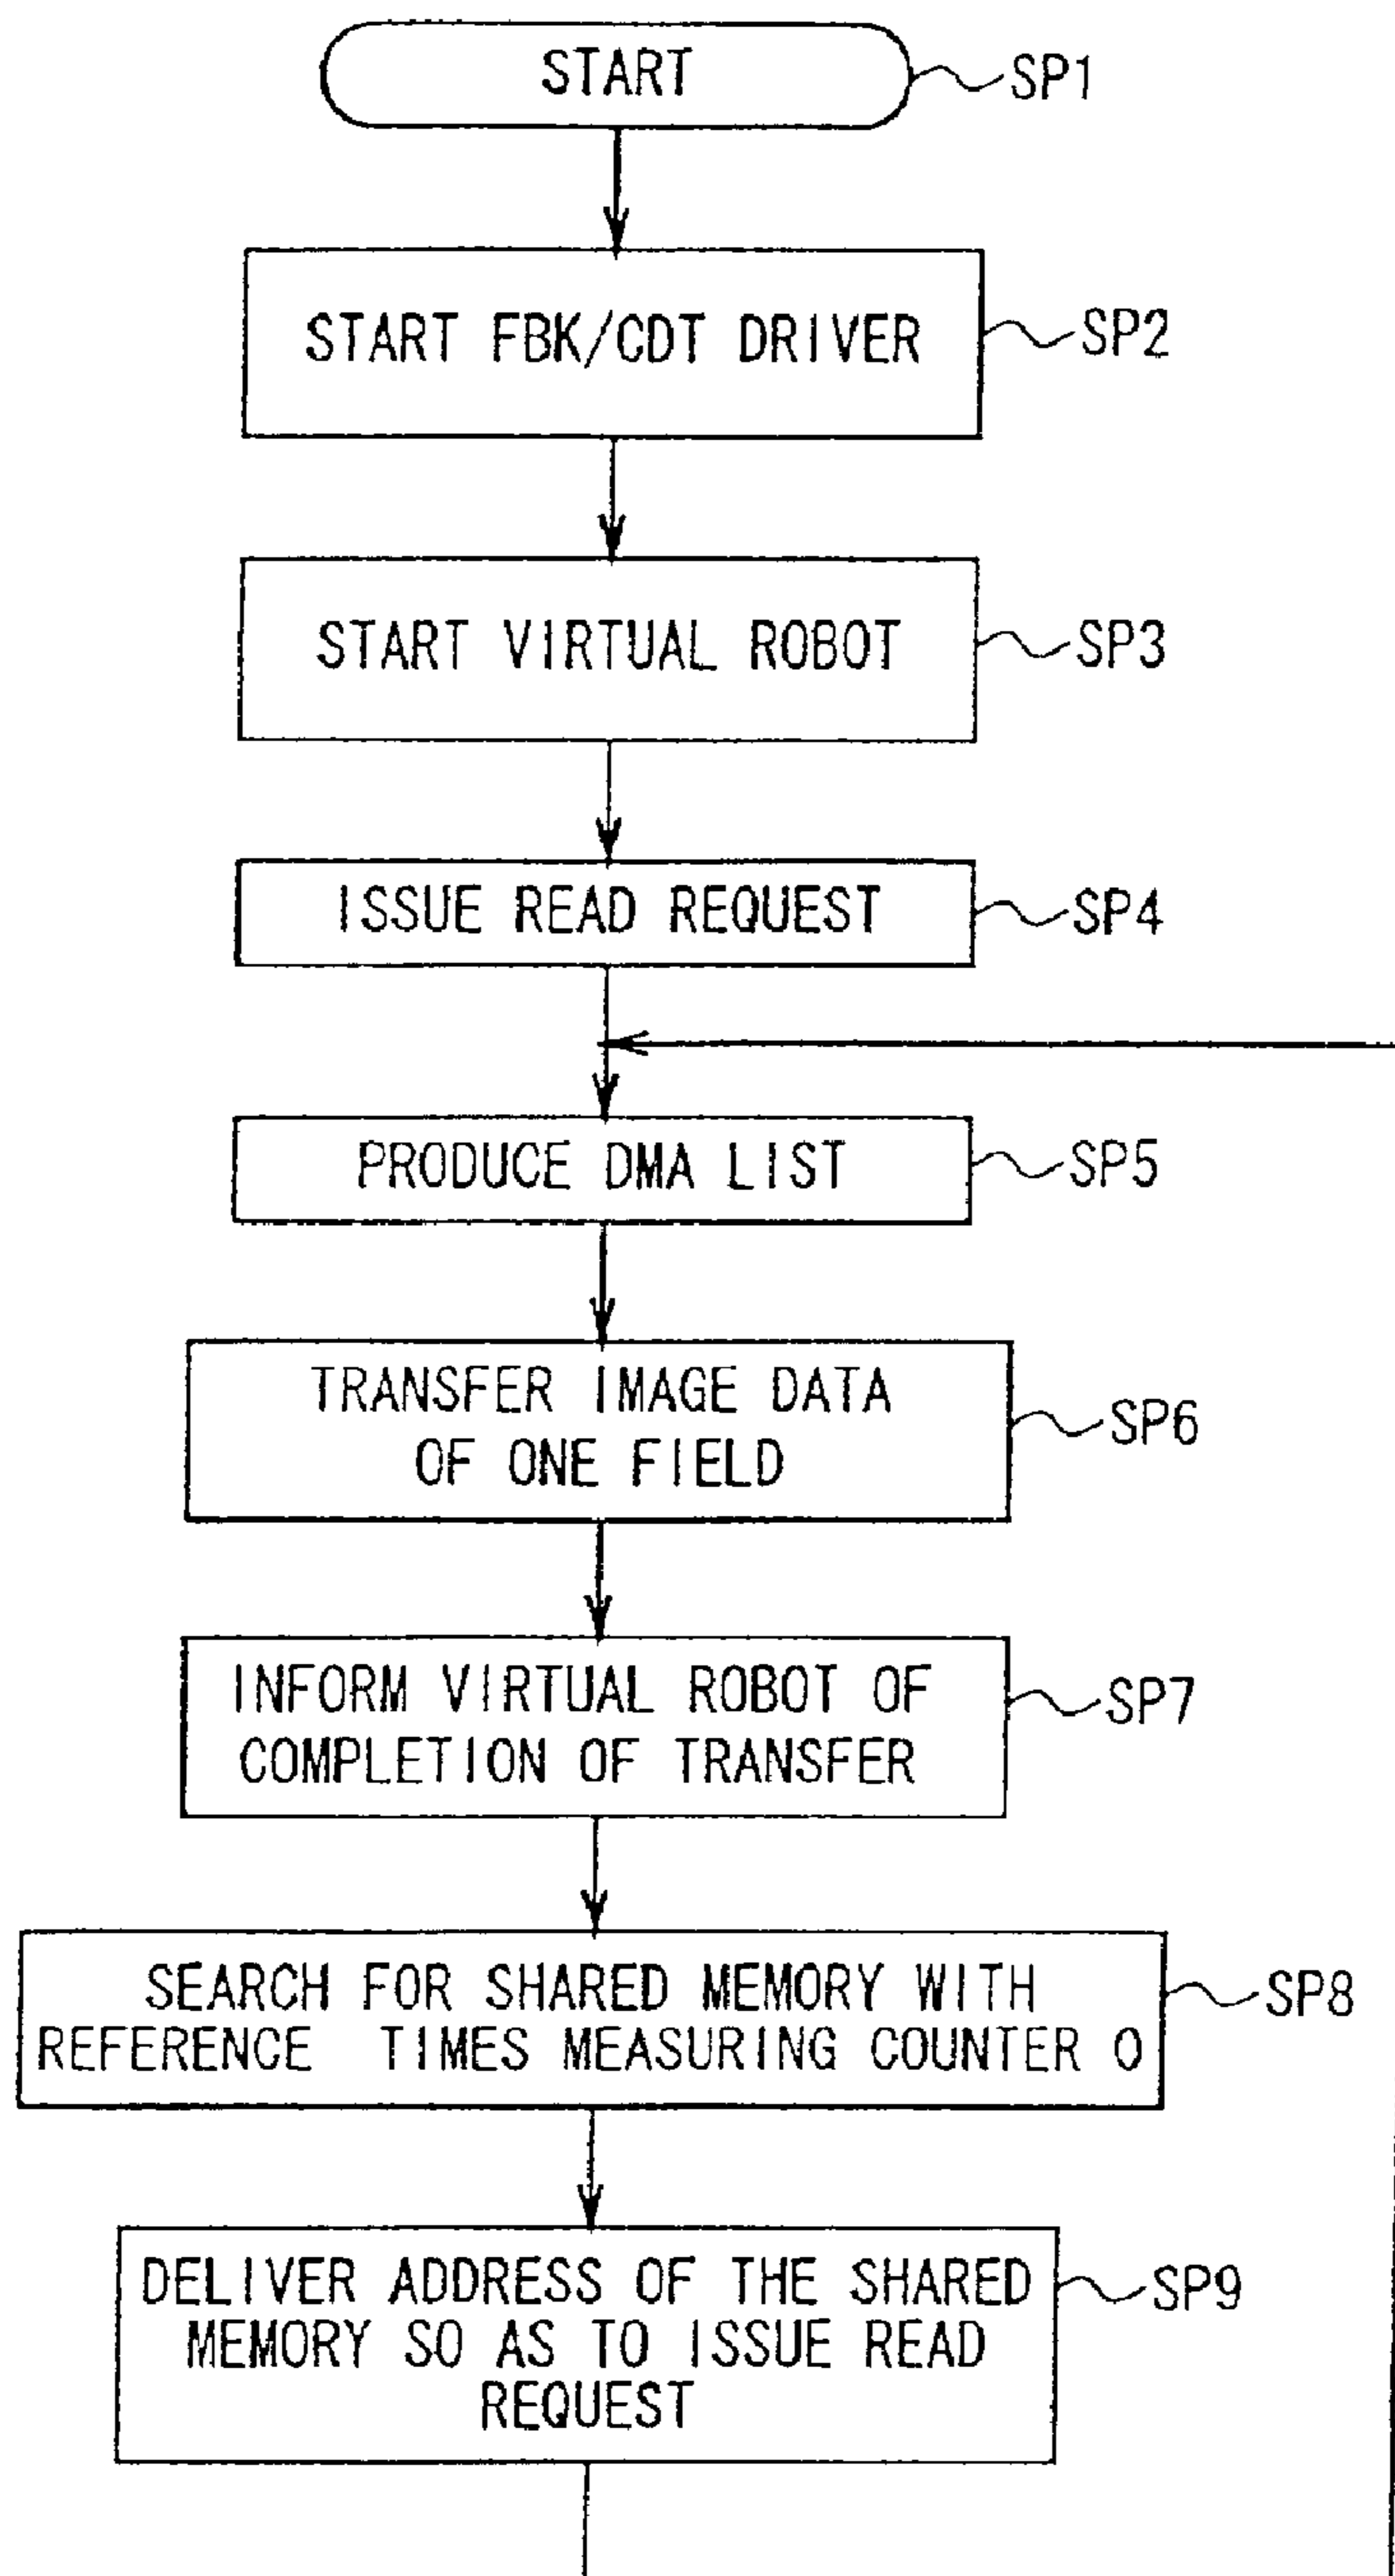 START
SP1
START FBK/CDT DRIVER
SP2
START VIRTUAL ROBOT
SP3
ISSUE READ REQUEST
SP4
PRODUCE DMA LIST
SP5
TRANSFER IMAGE DATA
OF ONE FIELD
SP6
INFORM VIRTUAL ROBOT OF
COMPLETION OF TRANSFER
SP7
SEARCH FOR SHARED MEMORY WITH
REFERENCE TIMES MEASURING COUNTER 0
SP8
DELIVER ADDRESS OF THE SHARED
MEMORY SO AS TO ISSUE READ
REQUEST
SP9